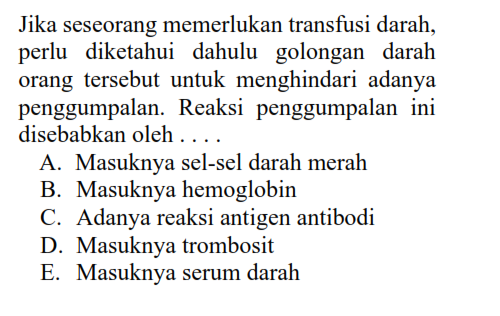 Jika seseorang memerlukan transfusi darah,
perlu diketahui dahulu golongan darah
orang tersebut untuk menghindari adanya
penggumpalan. Reaksi penggumpalan ini
disebabkan oleh . . . .
A. Masuknya sel-sel darah merah
B. Masuknya hemoglobin
C. Adanya reaksi antigen antibodi
D. Masuknya trombosit
E. Masuknya serum darah